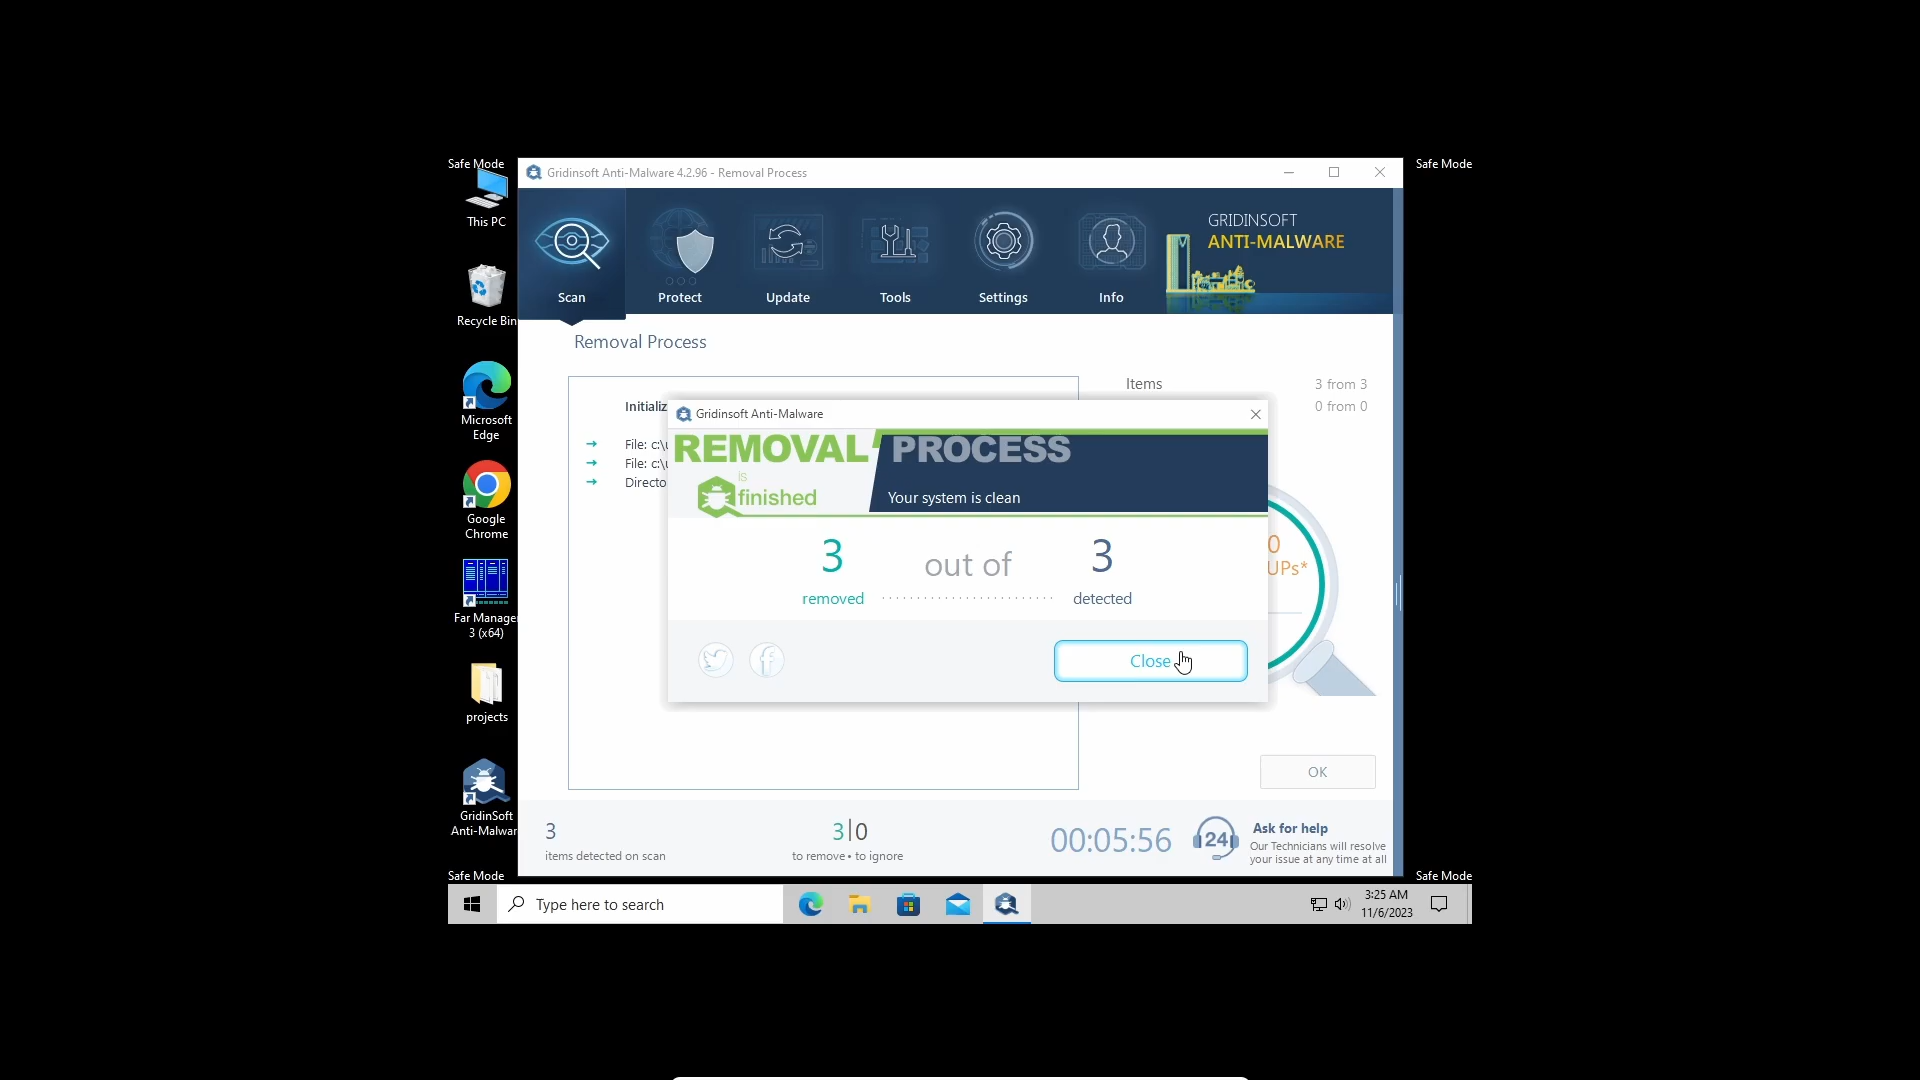 Safe Mode
Safe Mode
Gridinsoft Anti-Malware 4.2.96 - Removal Process
This PC
Recycle Bin
Microsoft
Edge
Google
Chrome
Far Manage
3 (x64)
projects
GridinSoft
Anti-Malwar
Scan
Protect
Update
Tools
Settings
Info
GRIDINSOFT
ANTI-MALWARE
Removal Process
Items
3 from 3
0 from 0
Initializ
File: c:\u
File: c:\u
Directo
Gridinsoft Anti-Malware
REMOVAL PROCESS
is
finished
Your system is clean
3 out of 3
removed
detected
Close
0
UPs*
OK
3
items detected on scan
3|0
to remove • to ignore
00:05:56
24
Ask for help
Our Technicians will resolve
your issue at any time at all
Safe Mode
Safe Mode
Type here to search
3:25 AM
11/6/2023